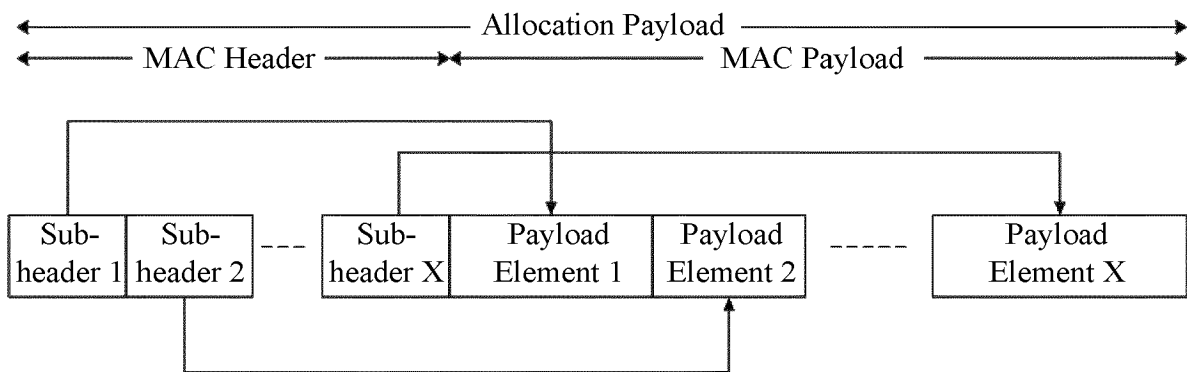 Allocation Payload
MAC Header
MAC Payload
Sub-
header 1
Sub-
header 2
Sub-
header X
Payload
Element 1
Payload
Element 2
Payload
Element X